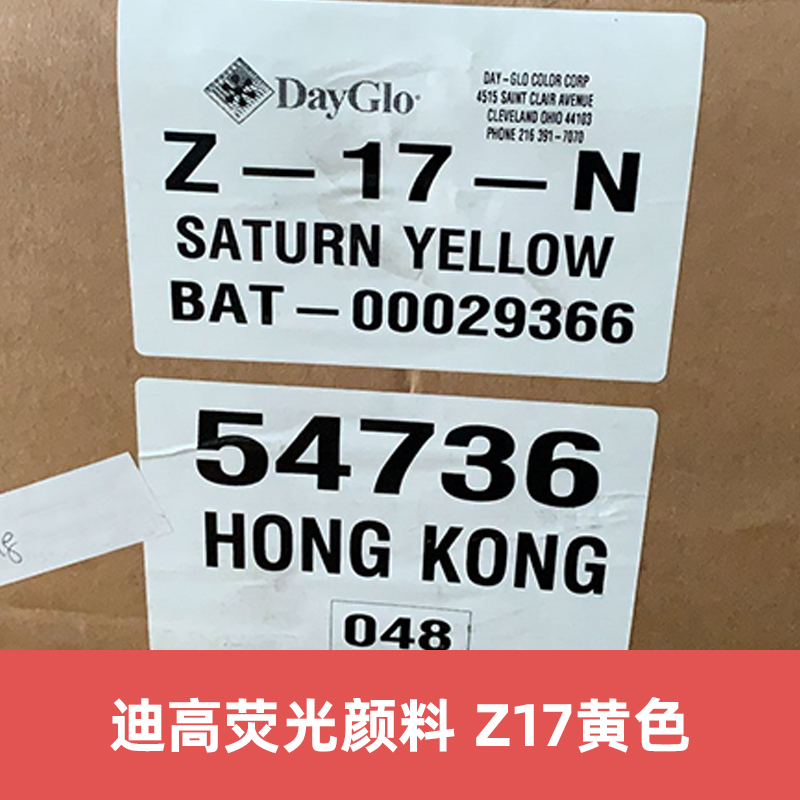 DayGlo
DAY-GLO COLOR CORP
4515 SAINT CLAIR AVENUE
CLEVELAND OHIO 44103
PHONE 216 391-7070
Z-17-N
SATURN YELLOW
BAT-00029366
54736
HONG KONG
048
迪高荧光颜料 Z17黄色